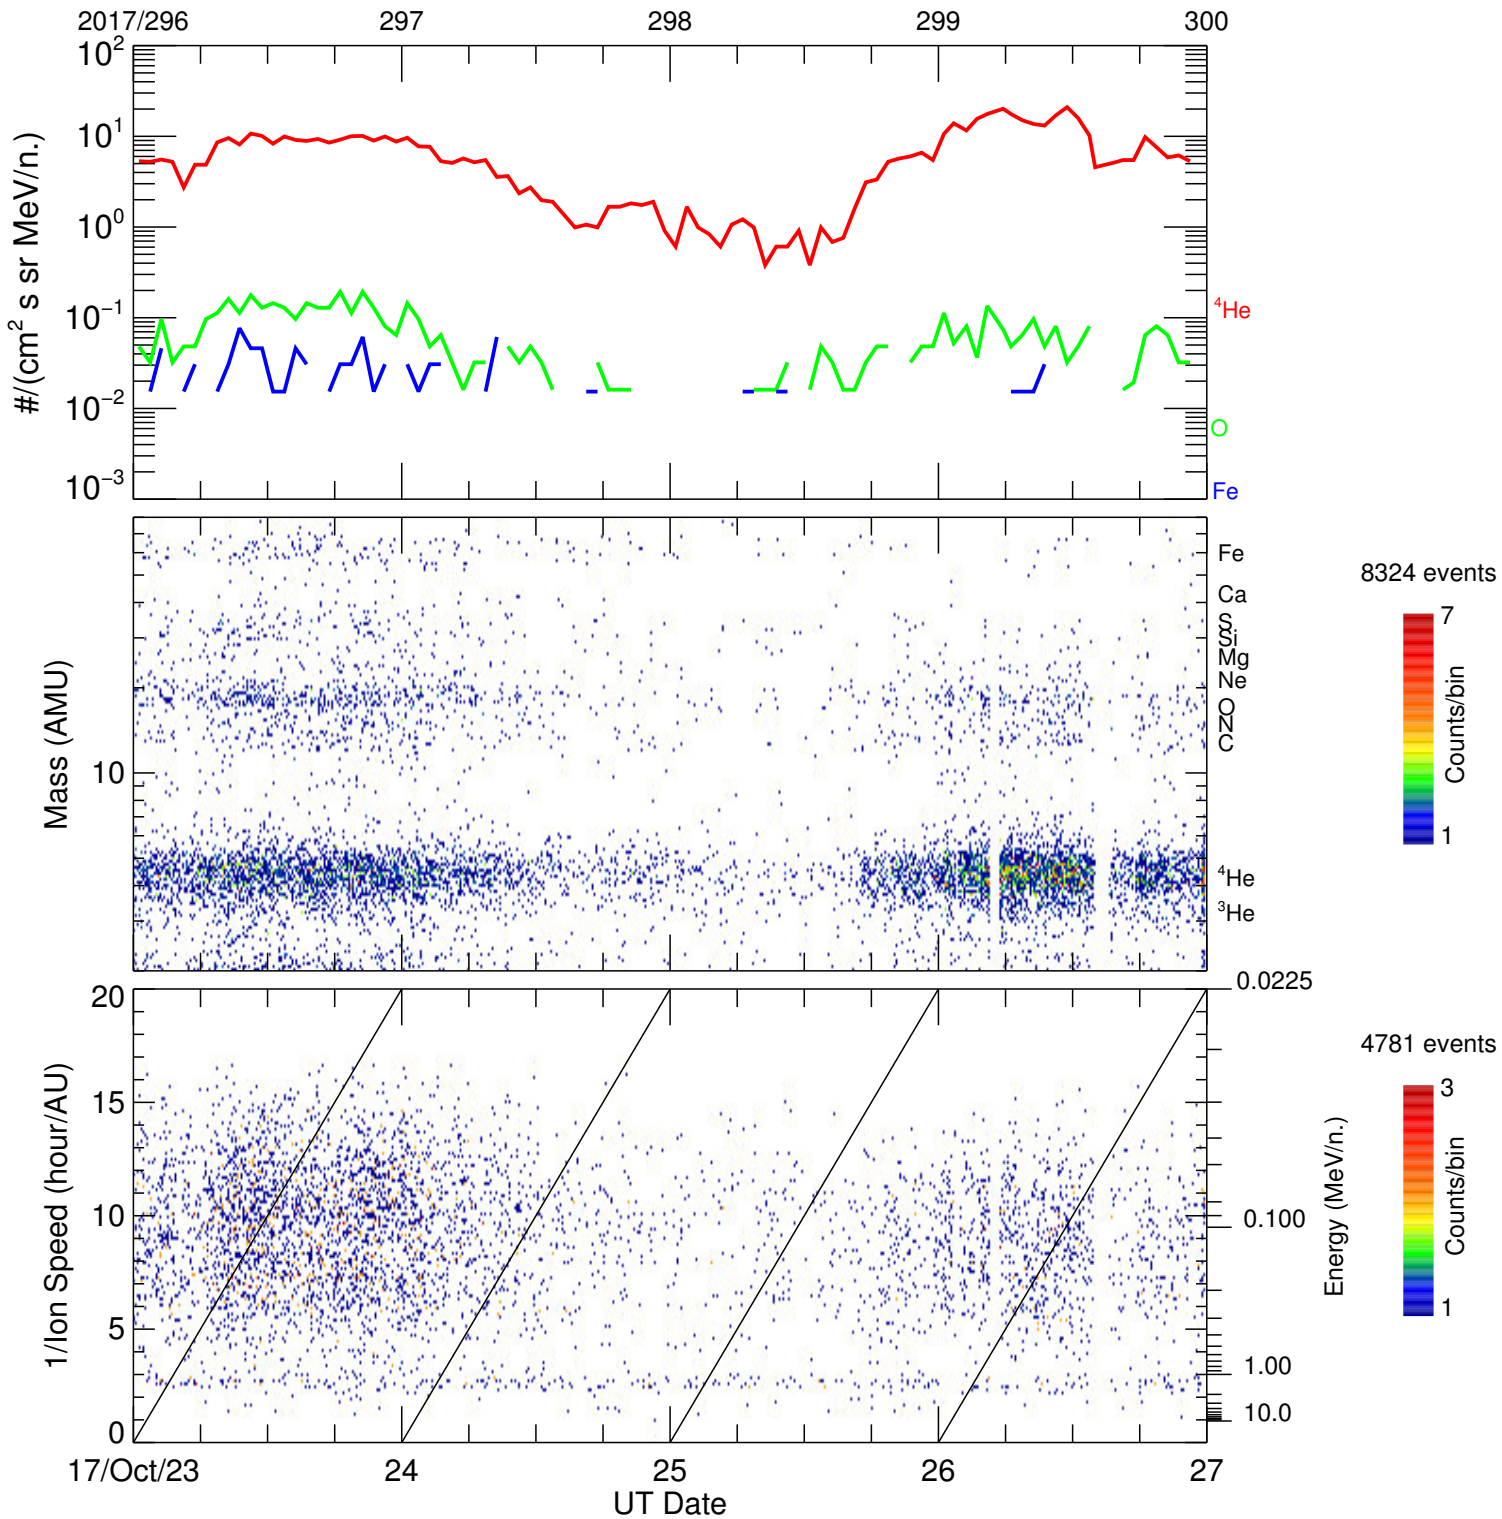 2017/296 297 298 299 300
10² 10¹ 10⁰ 10⁻¹ 10⁻² 10⁻³
#/(cm² s sr MeV/n.)
⁴He
O
Fe
Mass (AMU)
10
Fe
Ca
S
Si
Mg
Ne
O
N
C
⁴He
³He
8324 events
7
Counts/bin
1
1/Ion Speed (hour/AU)
20
15
10
5
0
0.0225
0.100
1.00
10.0
Energy (MeV/n.)
4781 events
3
Counts/bin
1
17/Oct/23 24 25 26 27
UT Date